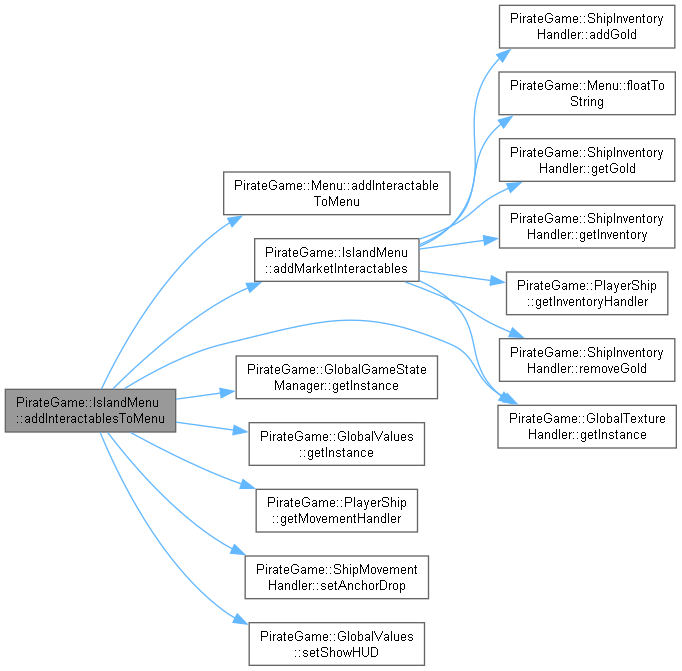 PirateGame::ShipInventory
Handler::addGold
PirateGame::Menu::floatTo
String
PirateGame::ShipInventory
Handler::getGold
PirateGame::Menu::addInteractable
ToMenu
PirateGame::ShipInventory
Handler::getInventory
PirateGame::IslandMenu
::addMarketInteractables
PirateGame::PlayerShip
::getInventoryHandler
PirateGame::ShipInventory
Handler::removeGold
PirateGame::GlobalGameState
Manager::getInstance
PirateGame::IslandMenu
::addInteractablesToMenu
PirateGame::GlobalTexture
Handler::getInstance
PirateGame::GlobalValues
::getInstance
PirateGame::PlayerShip
::getMovementHandler
PirateGame::ShipMovement
Handler::setAnchorDrop
PirateGame::GlobalValues
::setShowHUD